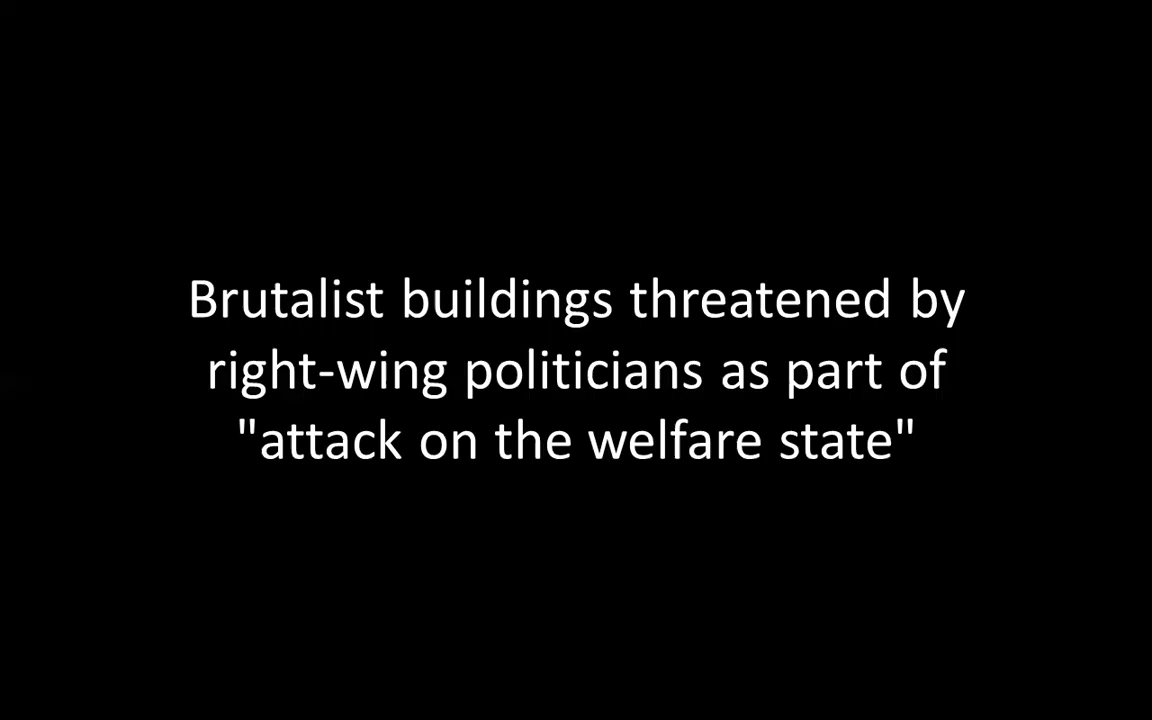 Brutalist buildings threatened by
right-wing politicians as part of
"attack on the welfare state"